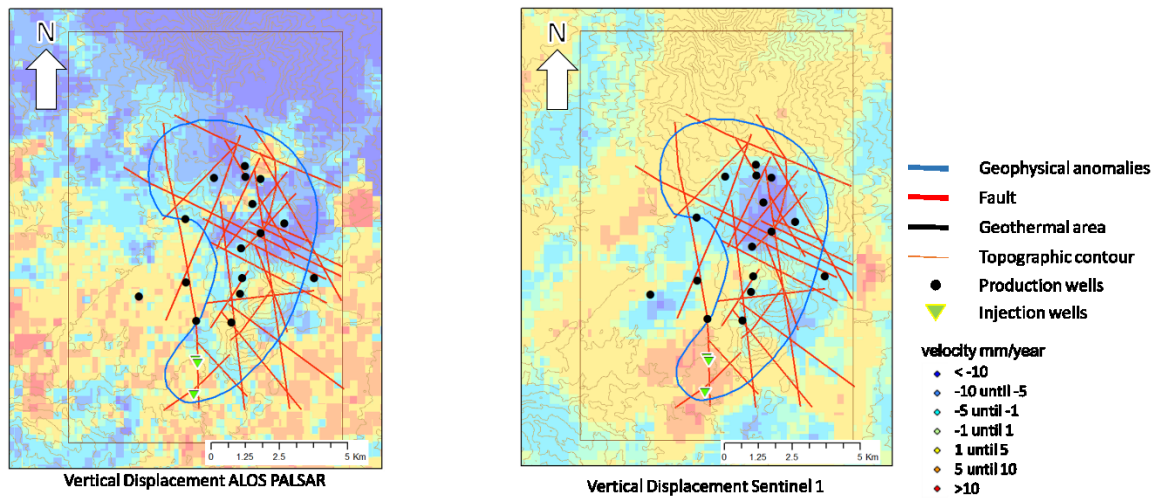 N
0 1.25 2.5 5 Km
Vertical Displacement ALOS PALSAR
N
0 1.25 2.5 5 Km
Vertical Displacement Sentinel 1
Geophysical anomalies
Fault
Geothermal area
Topographic contour
Production wells
Injection wells
velocity mm/year
< -10
-10 until -5
-5 until -1
-1 until 1
1 until 5
5 until 10
>10